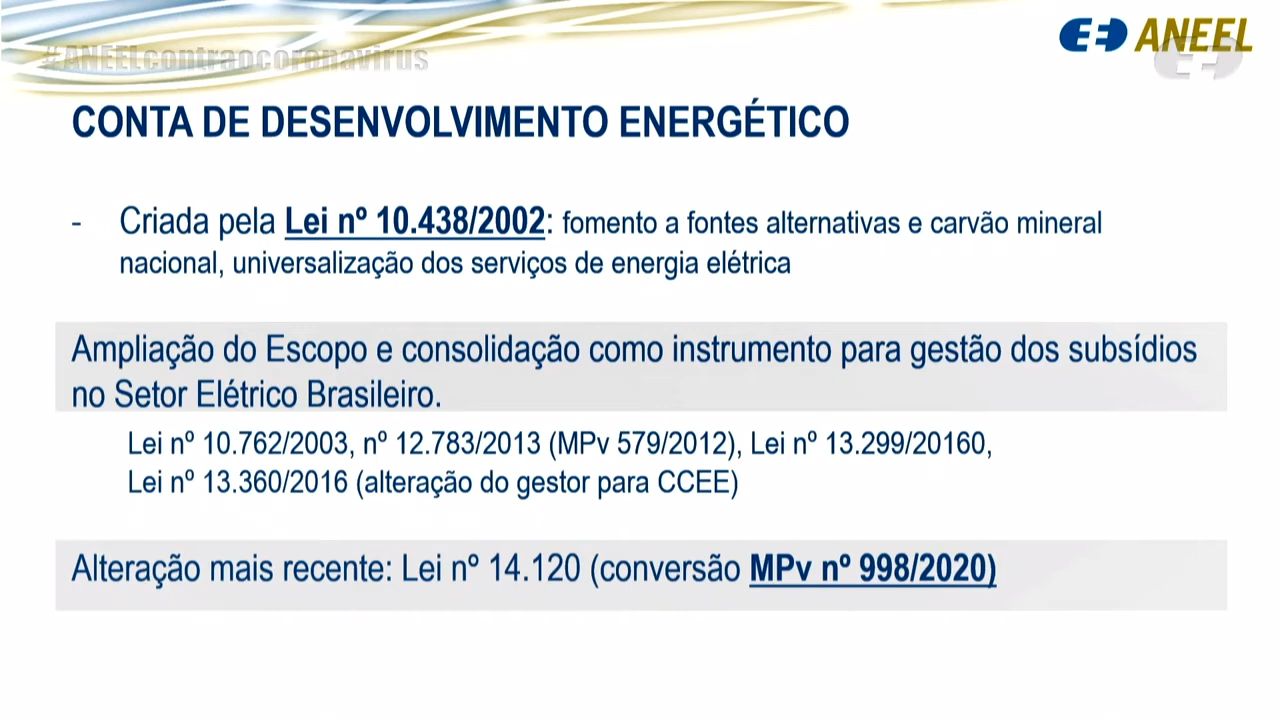 #ANEELcontraocoronavirus
ANEEL
CONTA DE DESENVOLVIMENTO ENERGÉTICO
- Criada pela Lei nº 10.438/2002: fomento a fontes alternativas e carvão mineral
nacional, universalização dos serviços de energia elétrica
Ampliação do Escopo e consolidação como instrumento para gestão dos subsídios
no Setor Elétrico Brasileiro.
Lei nº 10.762/2003, nº 12.783/2013 (MPv 579/2012), Lei nº 13.299/20160,
Lei nº 13.360/2016 (alteração do gestor para CCEE)
Alteração mais recente: Lei nº 14.120 (conversão MPv nº 998/2020)